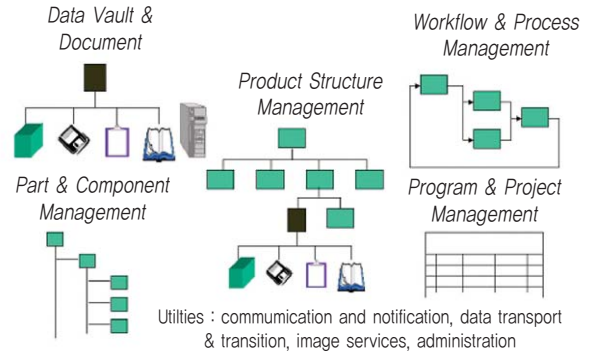 Data Vault &
Document
Workflow & Process
Management
Product Structure
Management
Part & Component
Management
Program & Project
Management
Utilties : commumication and notification, data transport
& transition, image services, administration